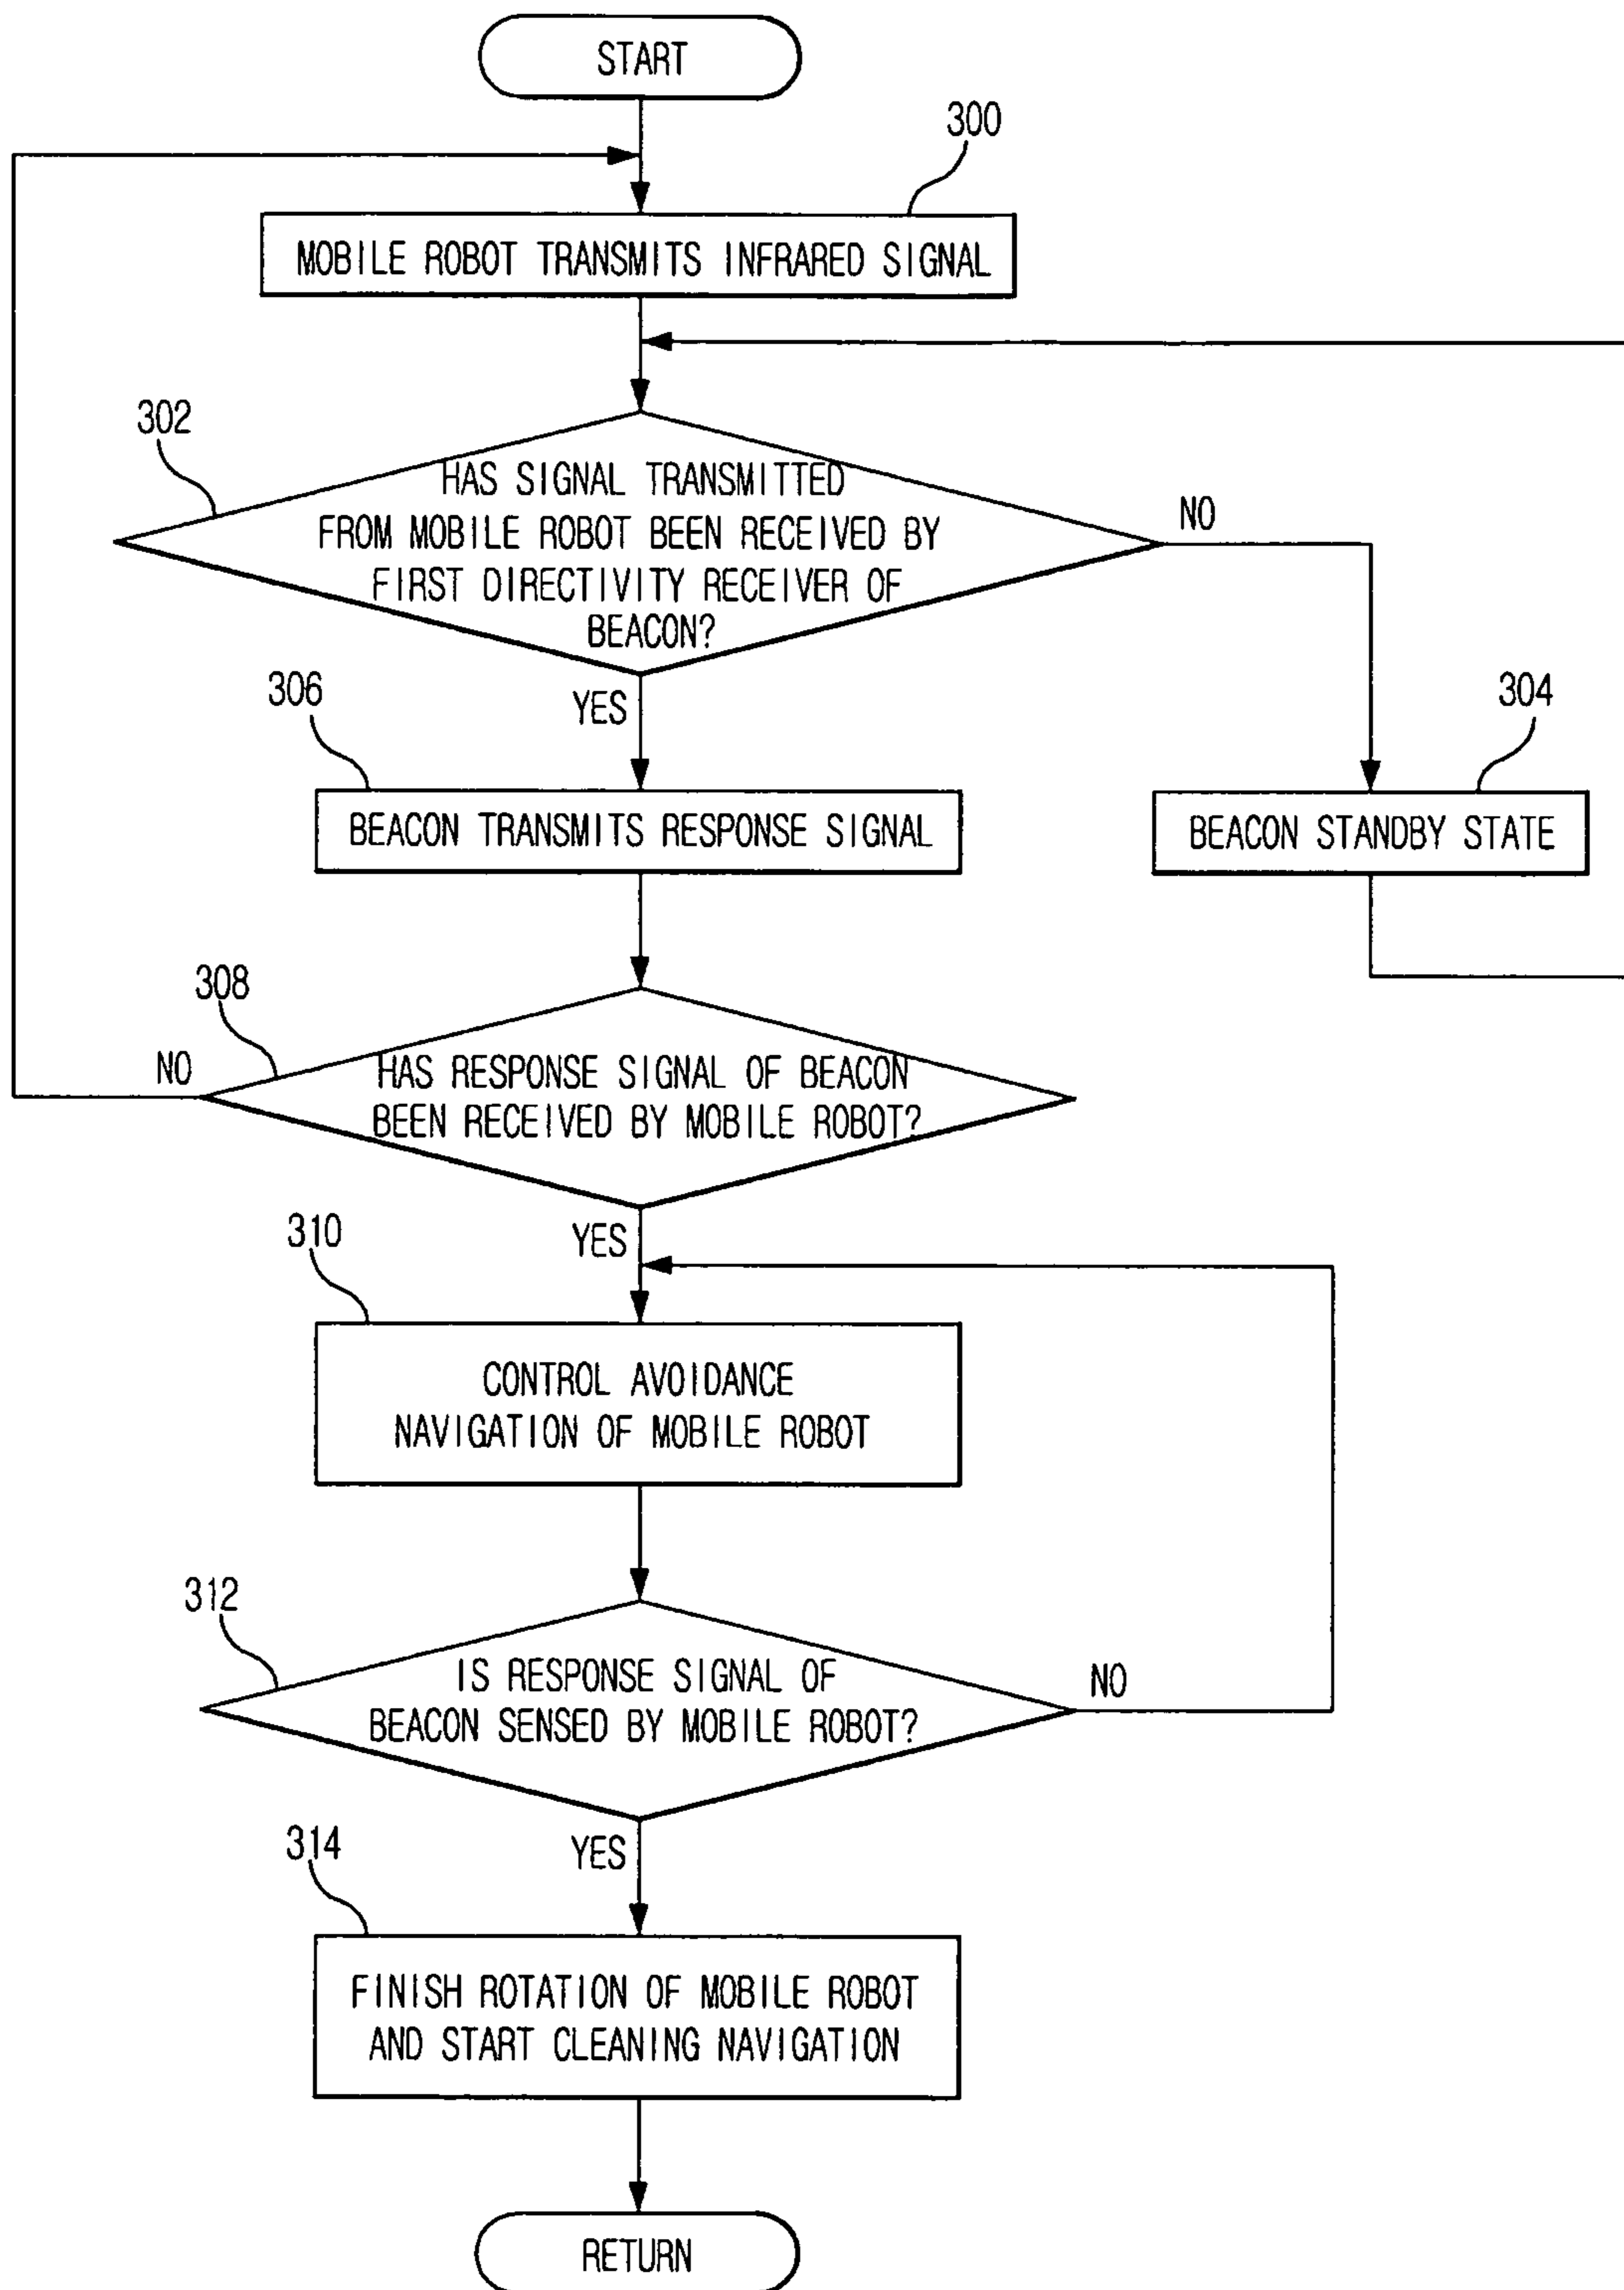 START
300
MOBILE ROBOT TRANSMITS INFRARED SIGNAL
302
HAS SIGNAL TRANSMITTED
FROM MOBILE ROBOT BEEN RECEIVED BY
FIRST DIRECTIVITY RECEIVER OF
BEACON?
NO
YES
306
BEACON TRANSMITS RESPONSE SIGNAL
304
BEACON STANDBY STATE
308
NO
HAS RESPONSE SIGNAL OF BEACON
BEEN RECEIVED BY MOBILE ROBOT?
YES
310
CONTROL AVOIDANCE
NAVIGATION OF MOBILE ROBOT
312
IS RESPONSE SIGNAL OF
BEACON SENSED BY MOBILE ROBOT?
NO
YES
314
FINISH ROTATION OF MOBILE ROBOT
AND START CLEANING NAVIGATION
RETURN